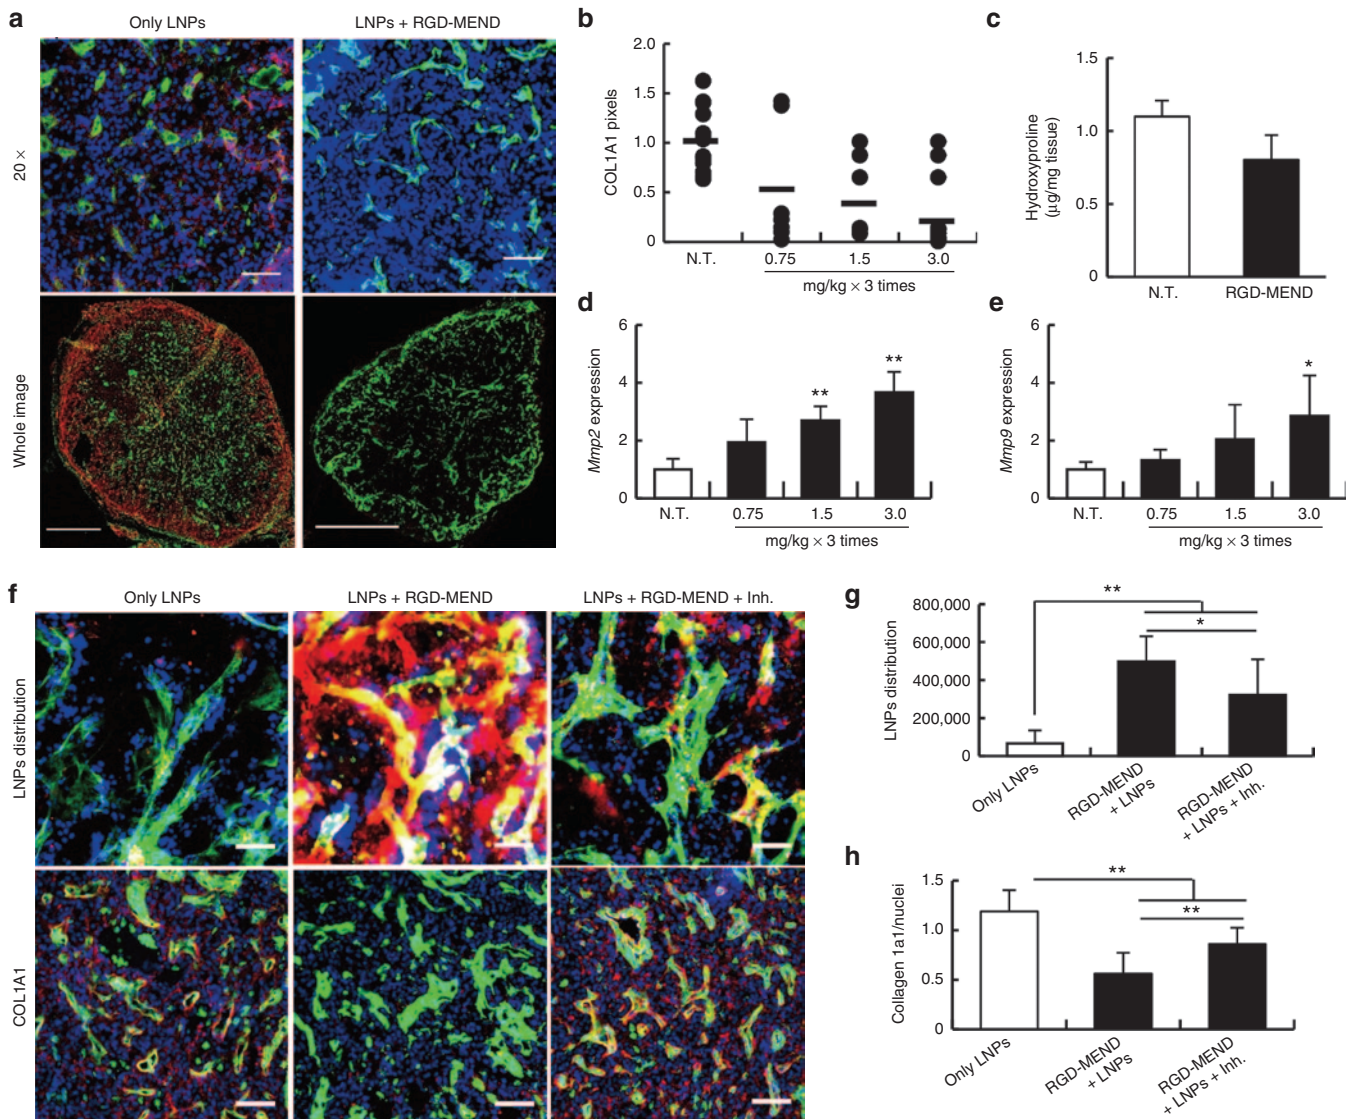 a
Only LNPs
LNPs + RGD-MEND
20 ×
Whole image
b
COL1A1 pixels
2.0
1.5
1.0
0.5
0
N.T.
0.75
1.5
3.0
mg/kg × 3 times
c
Hydroxyproline
(µg/mg tissue)
1.5
1.0
0.5
0
N.T.
RGD-MEND
d
Mmp2 expression
6
4
2
0
**
**
N.T.
0.75
1.5
3.0
mg/kg × 3 times
e
Mmp9 expression
6
4
2
0
*
N.T.
0.75
1.5
3.0
mg/kg × 3 times
f
Only LNPs
LNPs + RGD-MEND
LNPs + RGD-MEND + Inh.
LNPs distribution
COL1A1
g
LNPs distribution
800,000
600,000
400,000
200,000
0
**
*
Only LNPs
RGD-MEND
+ LNPs
RGD-MEND
+ LNPs + Inh.
h
Collagen 1a1/nuclei
1.5
1.0
0.5
0
**
**
Only LNPs
RGD-MEND
+ LNPs
RGD-MEND
+ LNPs + Inh.